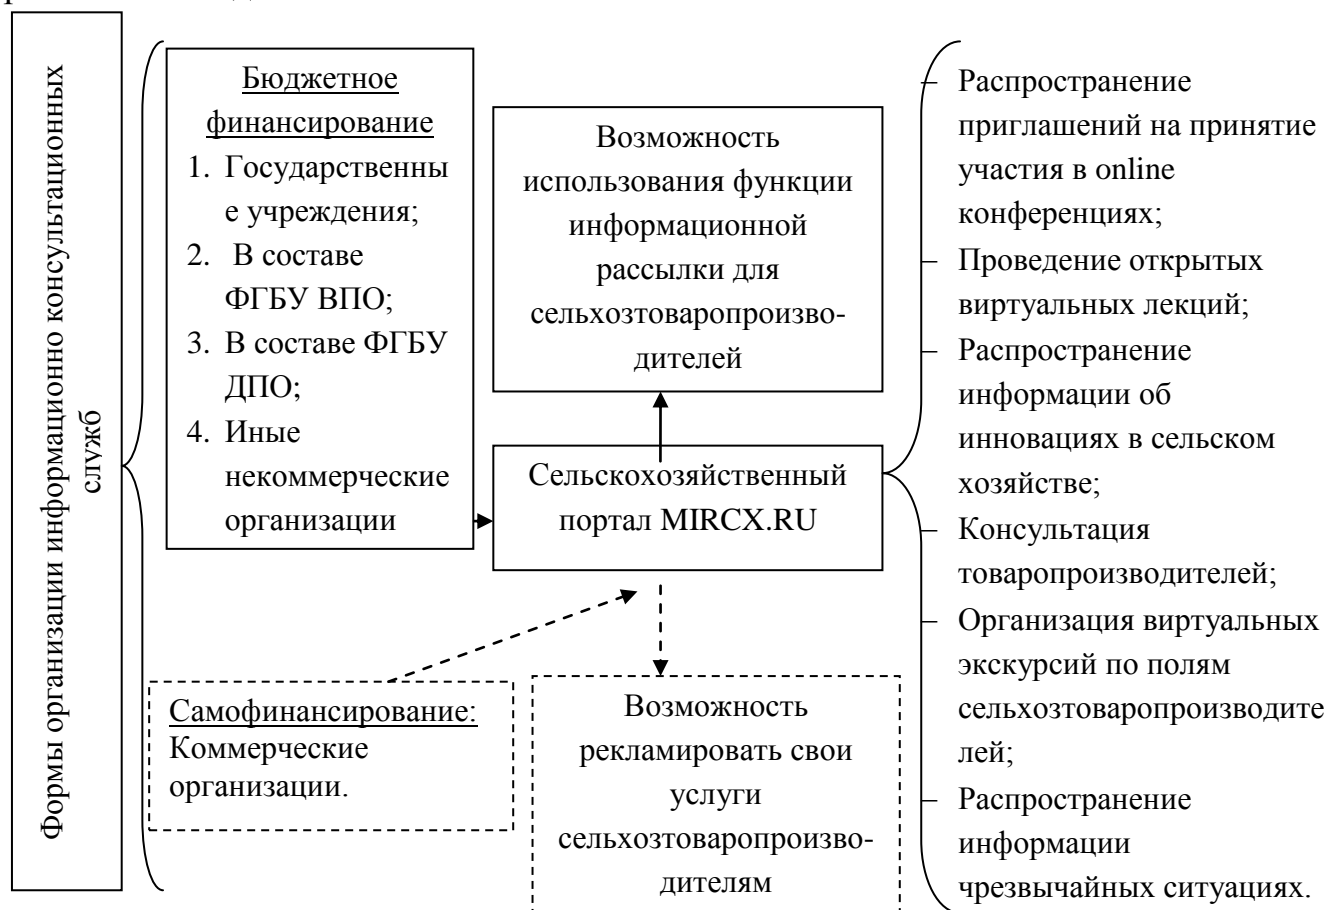 Формы организации информационно консультационных
служб
Бюджетное
финансирование
1. Государственны
е учреждения;
2. В составе
ФГБУ ВПО;
3. В составе ФГБУ
ДПО;
4. Иные
некоммерческие
организации
Самофинансирование:
Коммерческие
организации.
Возможность
использования функции
информационной
рассылки для
сельхозтоваропроизво-
дителей
Сельскохозяйственный
портал MIRCX.RU
Возможность
рекламировать свои
услуги
сельхозтоваропроизво-
дителям
– Распространение
приглашений на принятие
участия в online
конференциях;
– Проведение открытых
виртуальных лекций;
– Распространение
информации об
инновациях в сельском
хозяйстве;
– Консультация
товаропроизводителей;
– Организация виртуальных
экскурсий по полям
сельхозтоваропроизводите
лей;
– Распространение
информации
чрезвычайных ситуациях.